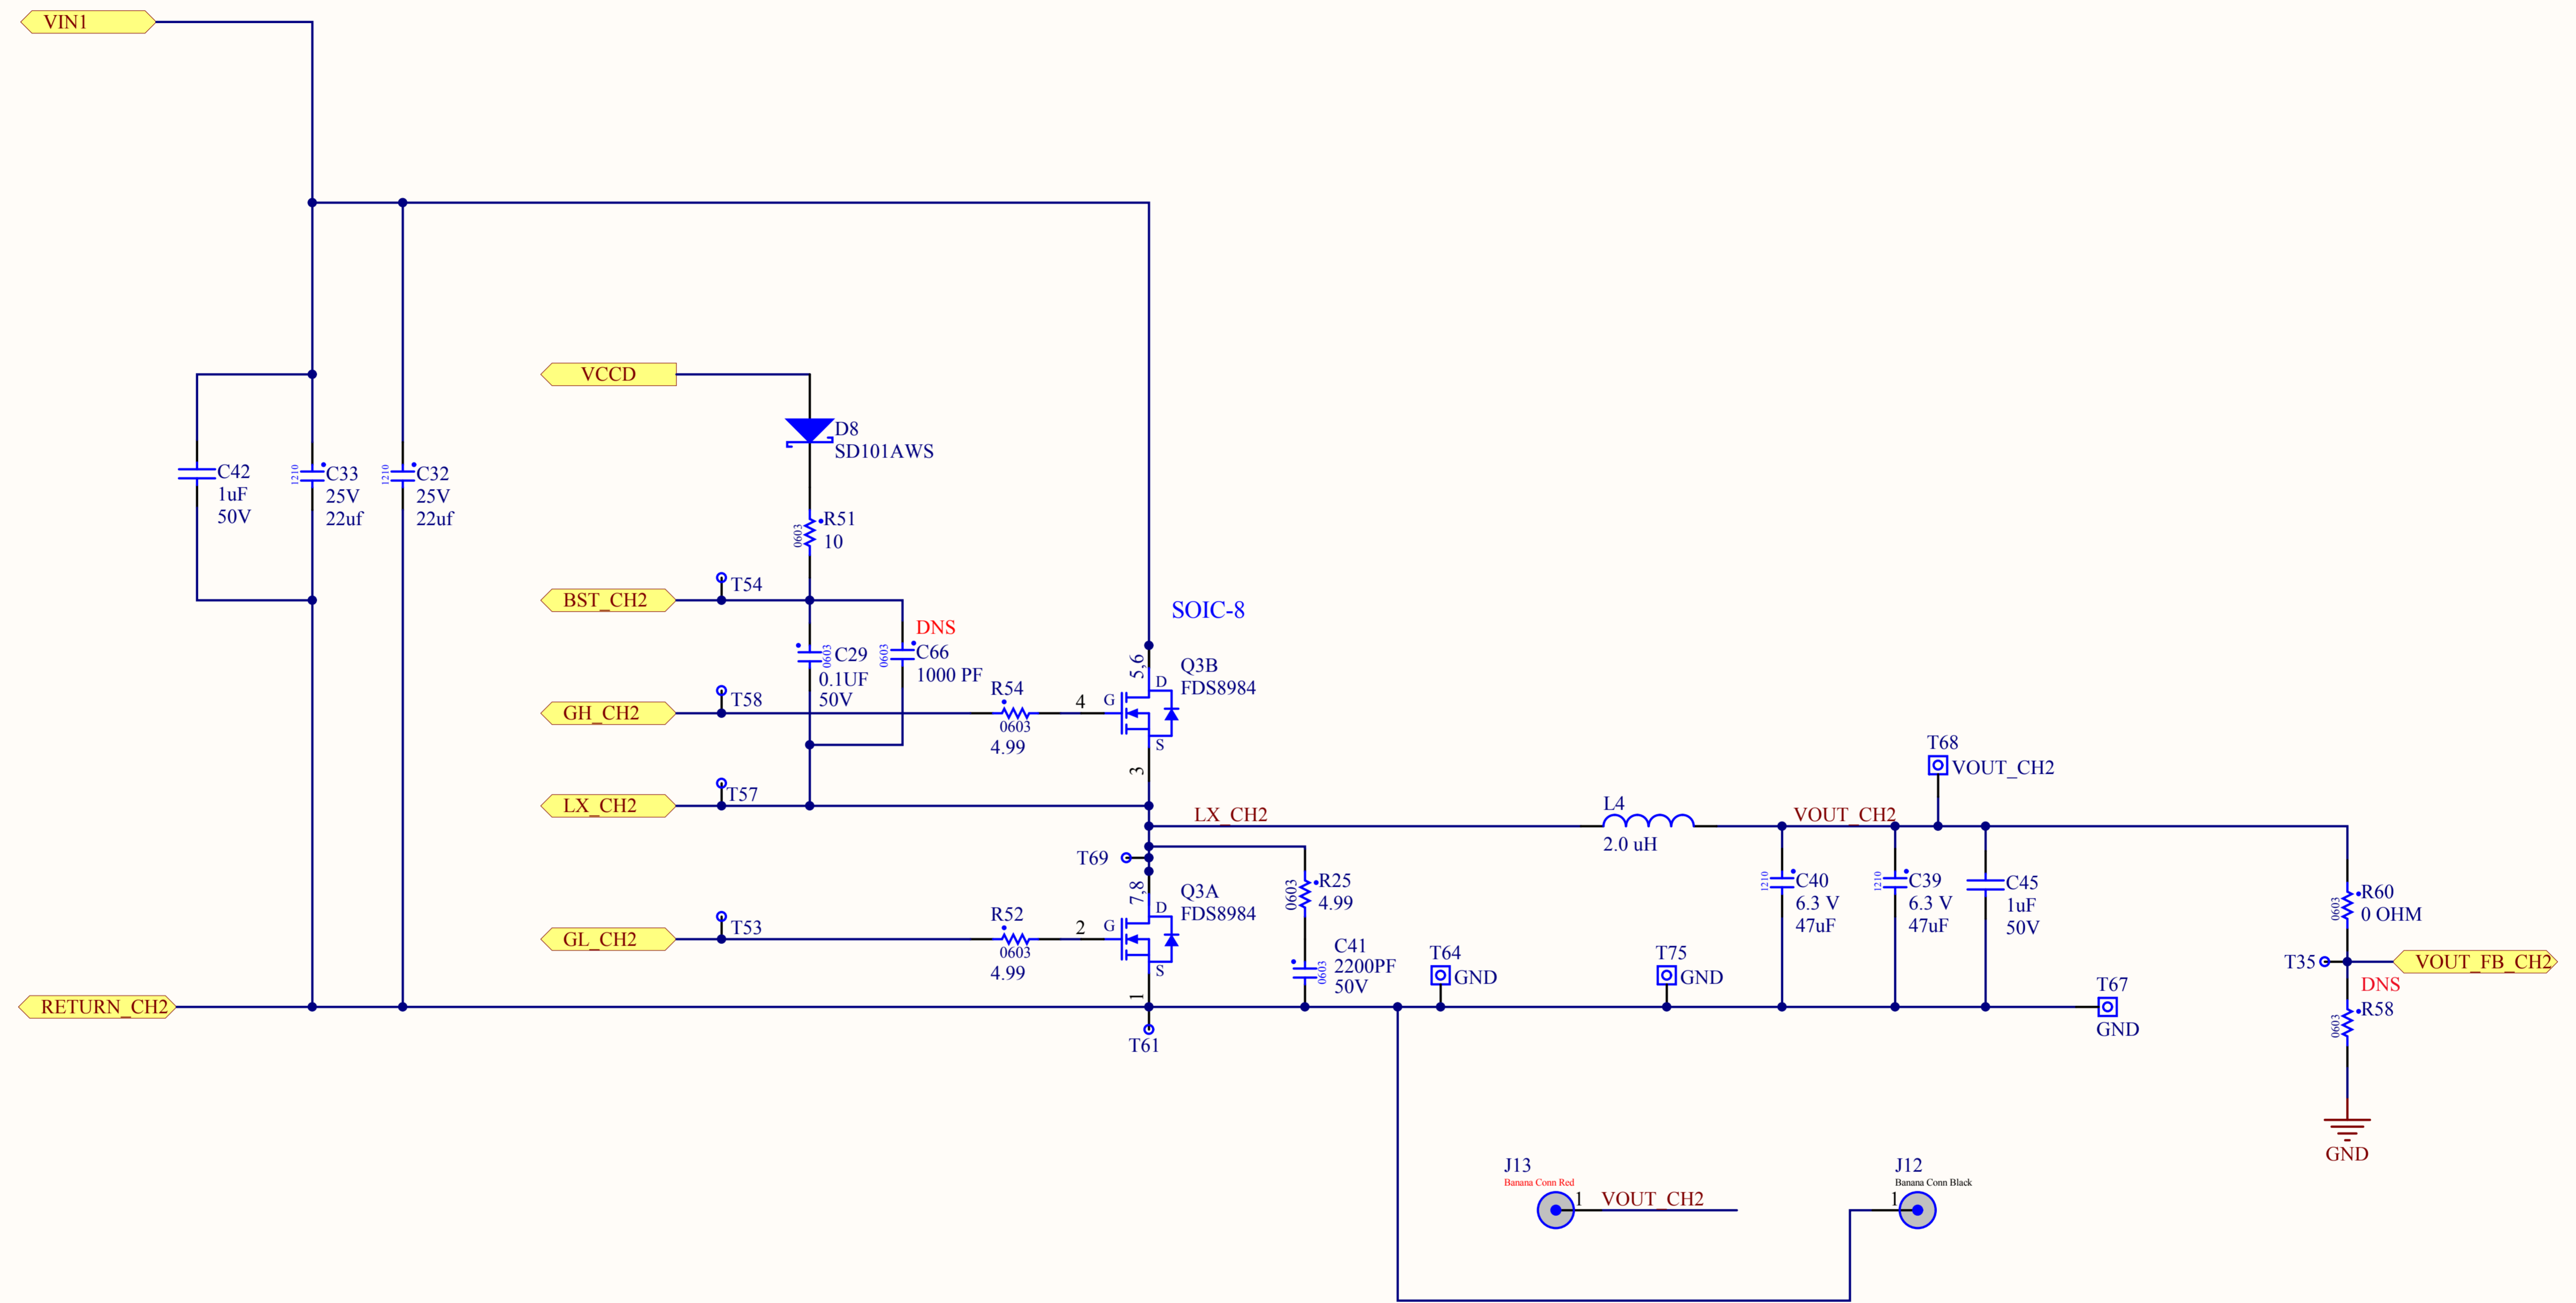 VIN1
VCCD
D8
SD101AWS
C42
1uF
50V
1210
C33
25V
22uf
1210
C32
25V
22uf
0603
R51
10
BST_CH2
T54
SOIC-8
DNS
0603
C29
0.1UF
50V
0603
C66
1000 PF
GH_CH2
T58
R54
0603
4.99
4
G
5,6
D
S
3
Q3B
FDS8984
LX_CH2
T57
LX_CH2
L4
2.0 uH
VOUT_CH2
T68
VOUT_CH2
T69
7,8
D
Q3A
FDS8984
0603
R25
4.99
1210
C40
6.3 V
47uF
1210
C39
6.3 V
47uF
C45
1uF
50V
0603
R60
0 OHM
GL_CH2
T53
R52
0603
4.99
2
G
S
1
C41
2200PF
50V
0603
T64
GND
T75
GND
T35
VOUT_FB_CH2
DNS
0603
R58
RETURN_CH2
T61
T67
GND
GND
J13
Banana Conn Red
1
VOUT_CH2
J12
Banana Conn Black
1